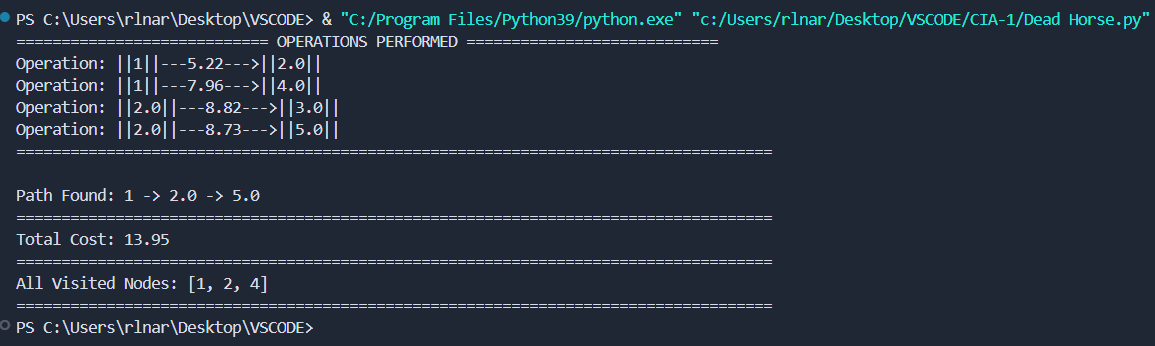 PS C:\Users\rlnar\Desktop\VSCODE> & "C:/Program Files/Python39/python.exe" "c:/Users/rlnar/Desktop/VSCODE/CIA-1/Dead Horse.py"
============================ OPERATIONS PERFORMED ============================
Operation: ||1||---5.22--->||2.0||
Operation: ||1||---7.96--->||4.0||
Operation: ||2.0||---8.82--->||3.0||
Operation: ||2.0||---8.73--->||5.0||
====================================================================================
Path Found: 1 -> 2.0 -> 5.0
====================================================================================
Total Cost: 13.95
====================================================================================
All Visited Nodes: [1, 2, 4]
====================================================================================
PS C:\Users\rlnar\Desktop\VSCODE>